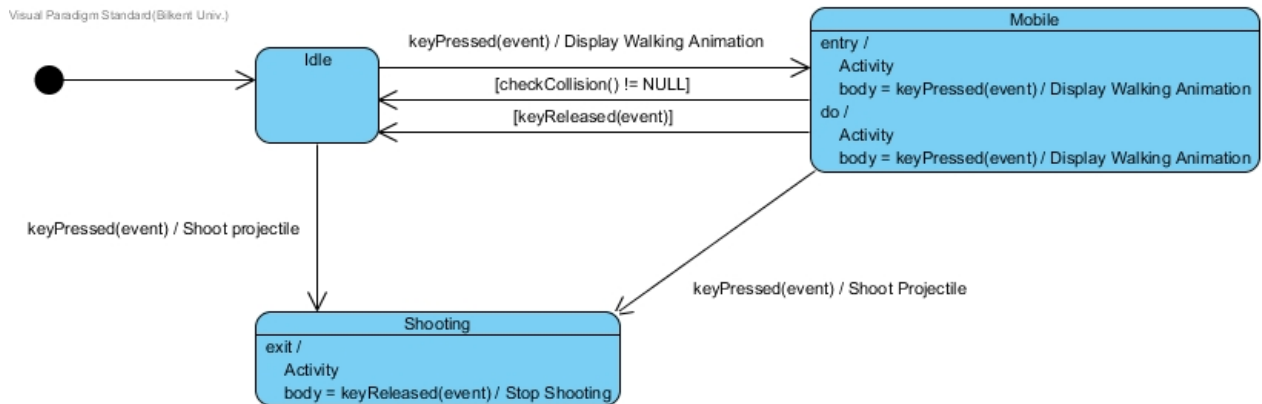 Visual Paradigm Standard(Bilkent Univ.)
Idle
keyPressed(event) / Display Walking Animation
[checkCollision() != NULL]
[keyReleased(event)]
Mobile
entry /
Activity
body = keyPressed(event) / Display Walking Animation
do /
Activity
body = keyPressed(event) / Display Walking Animation
keyPressed(event) / Shoot projectile
keyPressed(event) / Shoot Projectile
Shooting
exit /
Activity
body = keyReleased(event) / Stop Shooting